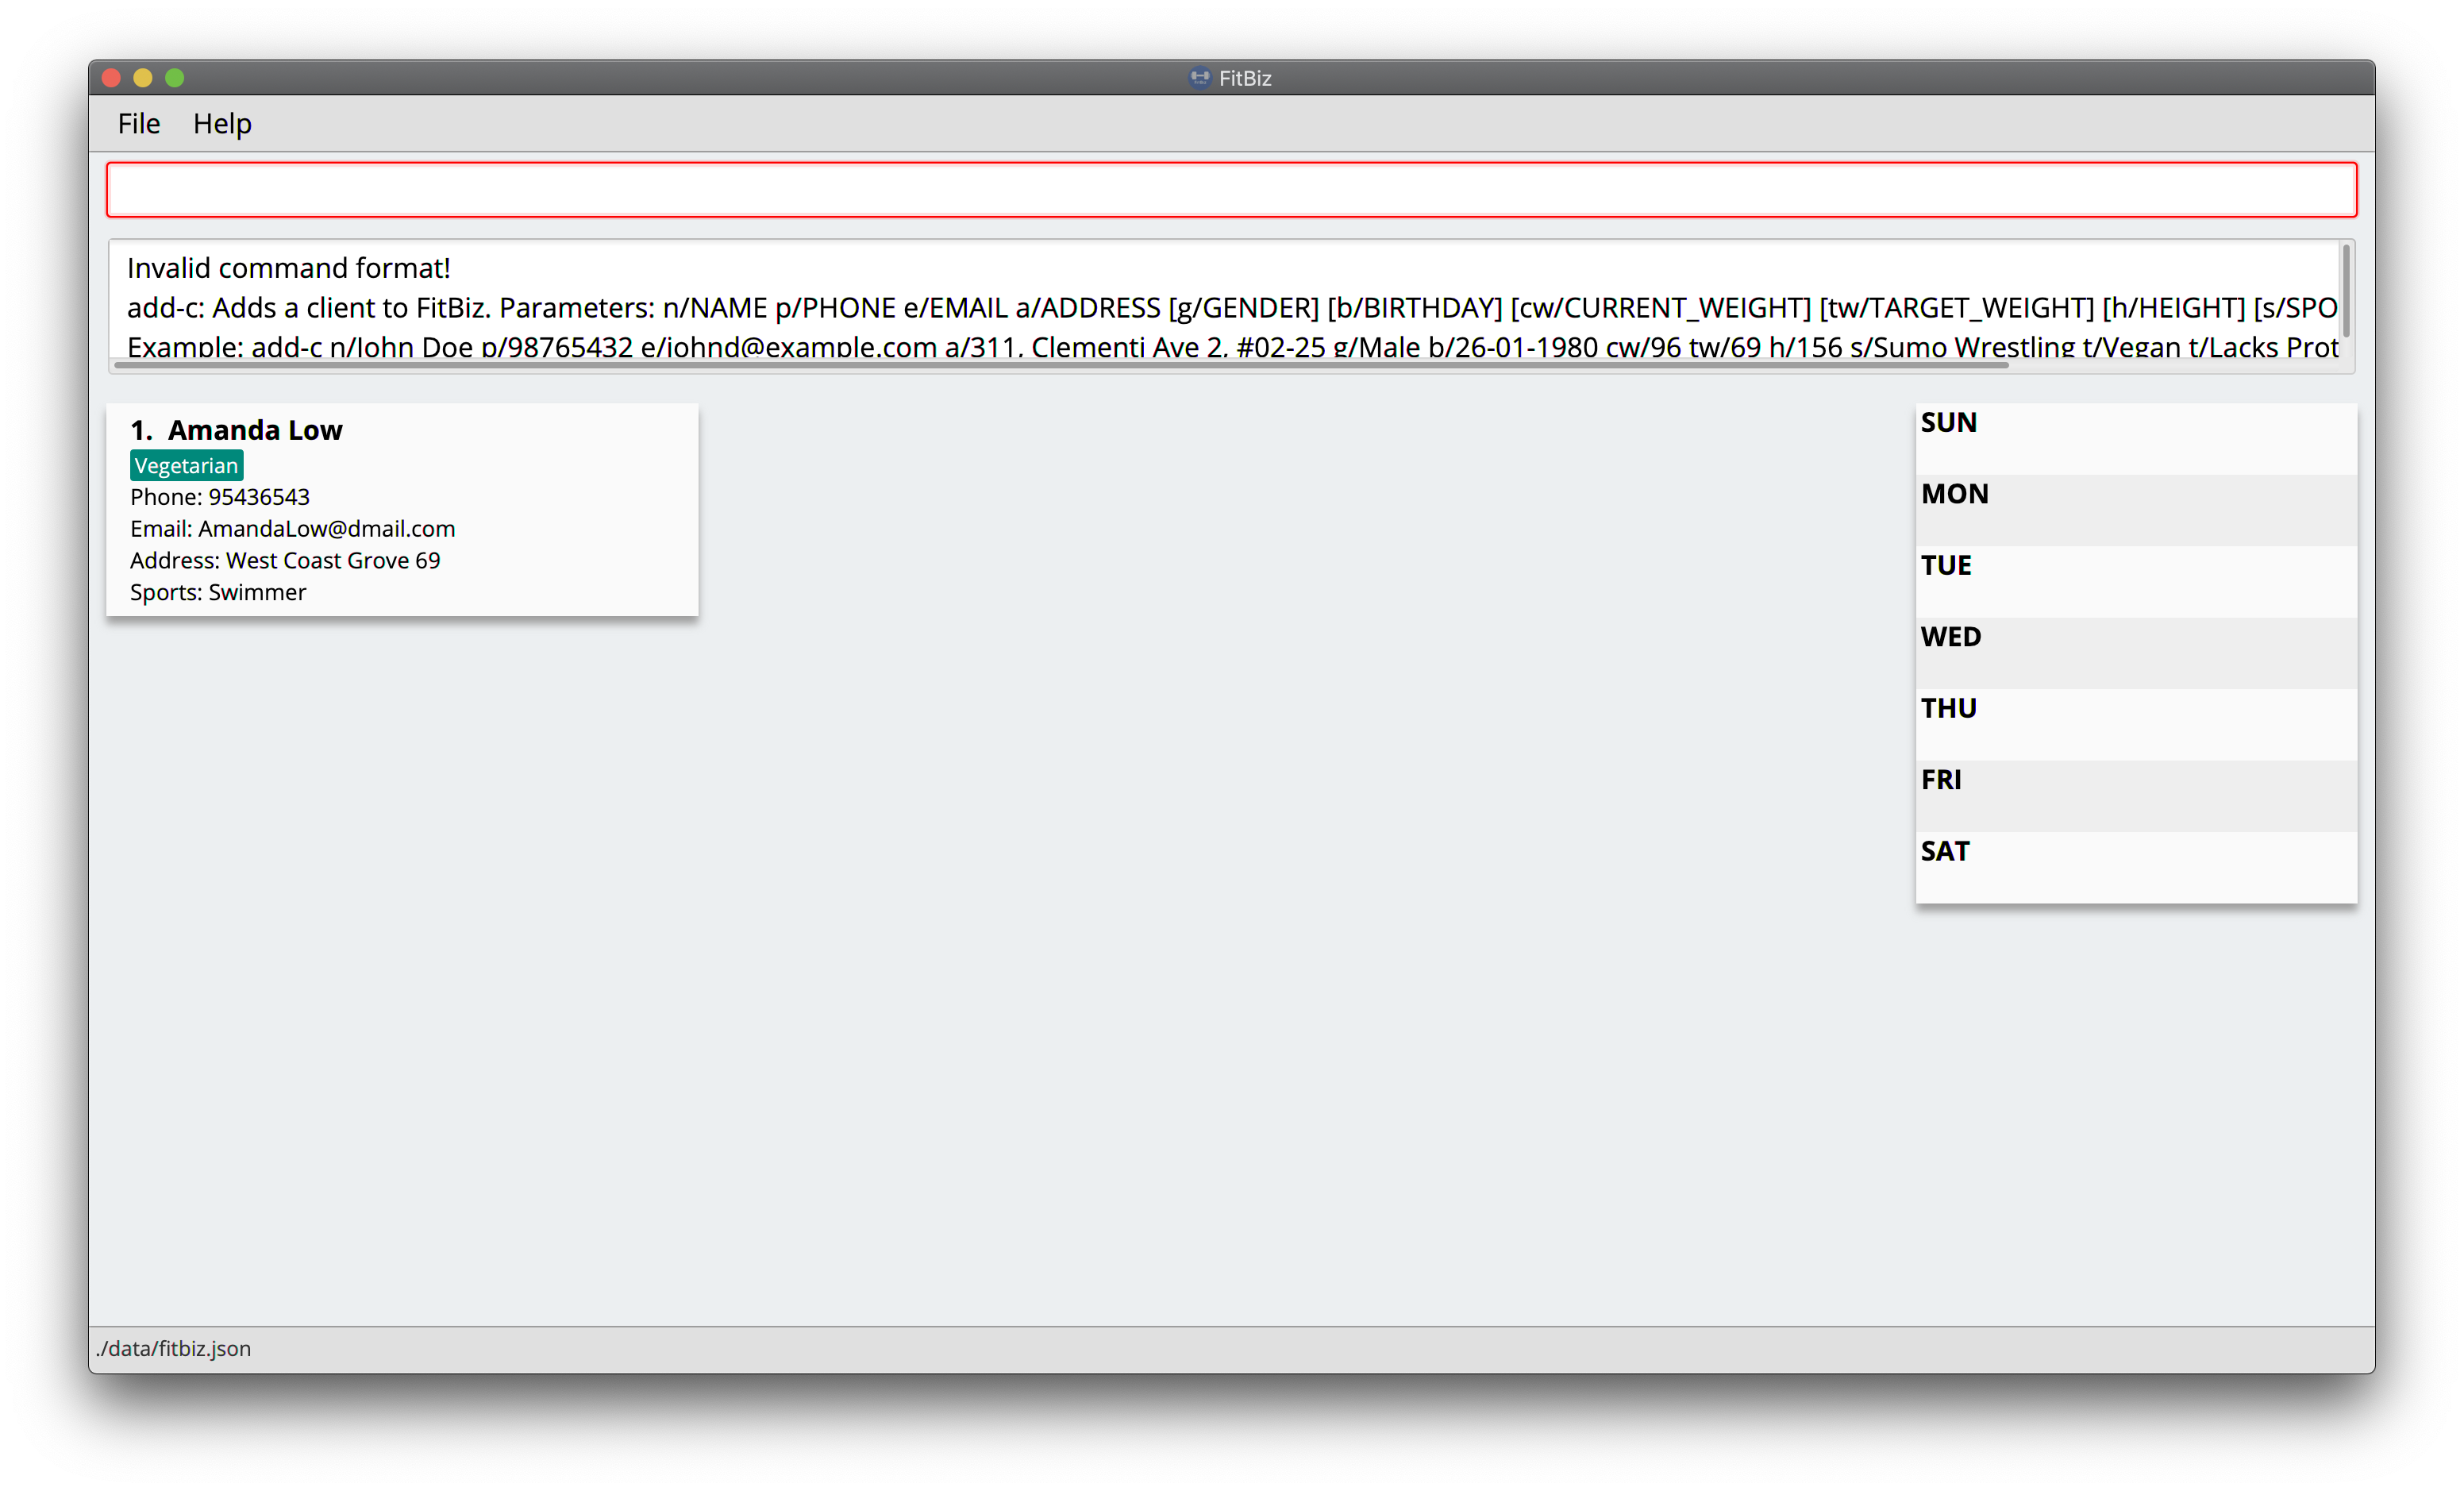 FitBiz
File Help
Invalid command format!
add-c: Adds a client to FitBiz. Parameters: n/NAME p/PHONE e/EMAIL a/ADDRESS [g/GENDER] [b/BIRTHDAY] [cw/CURRENT_WEIGHT] [tw/TARGET_WEIGHT] [h/HEIGHT] [s/SPO
Example: add-c n/John Doe p/98765432 e/johnd@example.com a/311, Clementi Ave 2, #02-25 g/Male b/26-01-1980 cw/96 tw/69 h/156 s/Sumo Wrestling t/Vegan t/Lacks Prot
1. Amanda Low
Vegetarian
Phone: 95436543
Email: AmandaLow@dmail.com
Address: West Coast Grove 69
Sports: Swimmer
SUN
MON
TUE
WED
THU
FRI
SAT
./data/fitbiz.json